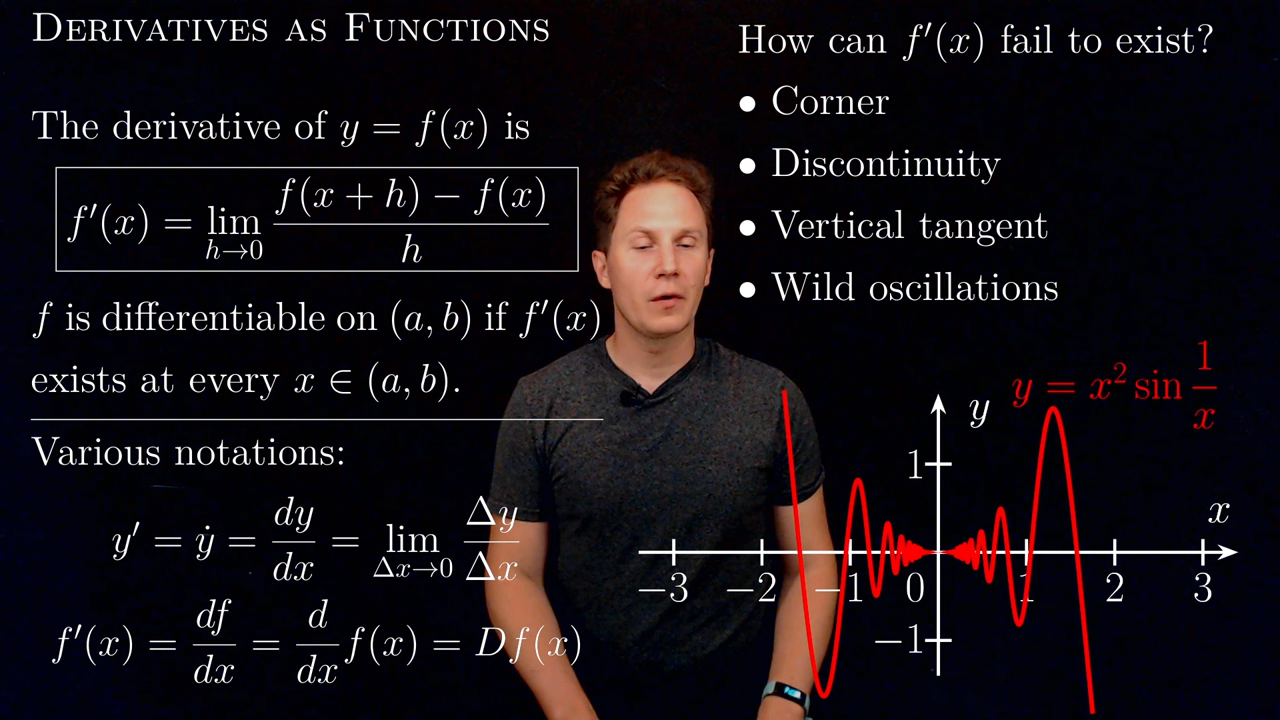 Derivatives as Functions
The derivative of y = f(x) is
f′(x) = lim h→0 (f(x + h) − f(x)) / h
f is differentiable on (a, b) if f′(x)
exists at every x ∈ (a, b).
Various notations:
y′ = ẏ = dy/dx = lim Δx→0 Δy/Δx
f′(x) = df/dx = d/dx f(x) = Df(x)
How can f′(x) fail to exist?
• Corner
• Discontinuity
• Vertical tangent
• Wild oscillations
y = x² sin 1/x
y
1
x
−3 −2 −1 0 1 2 3
−1